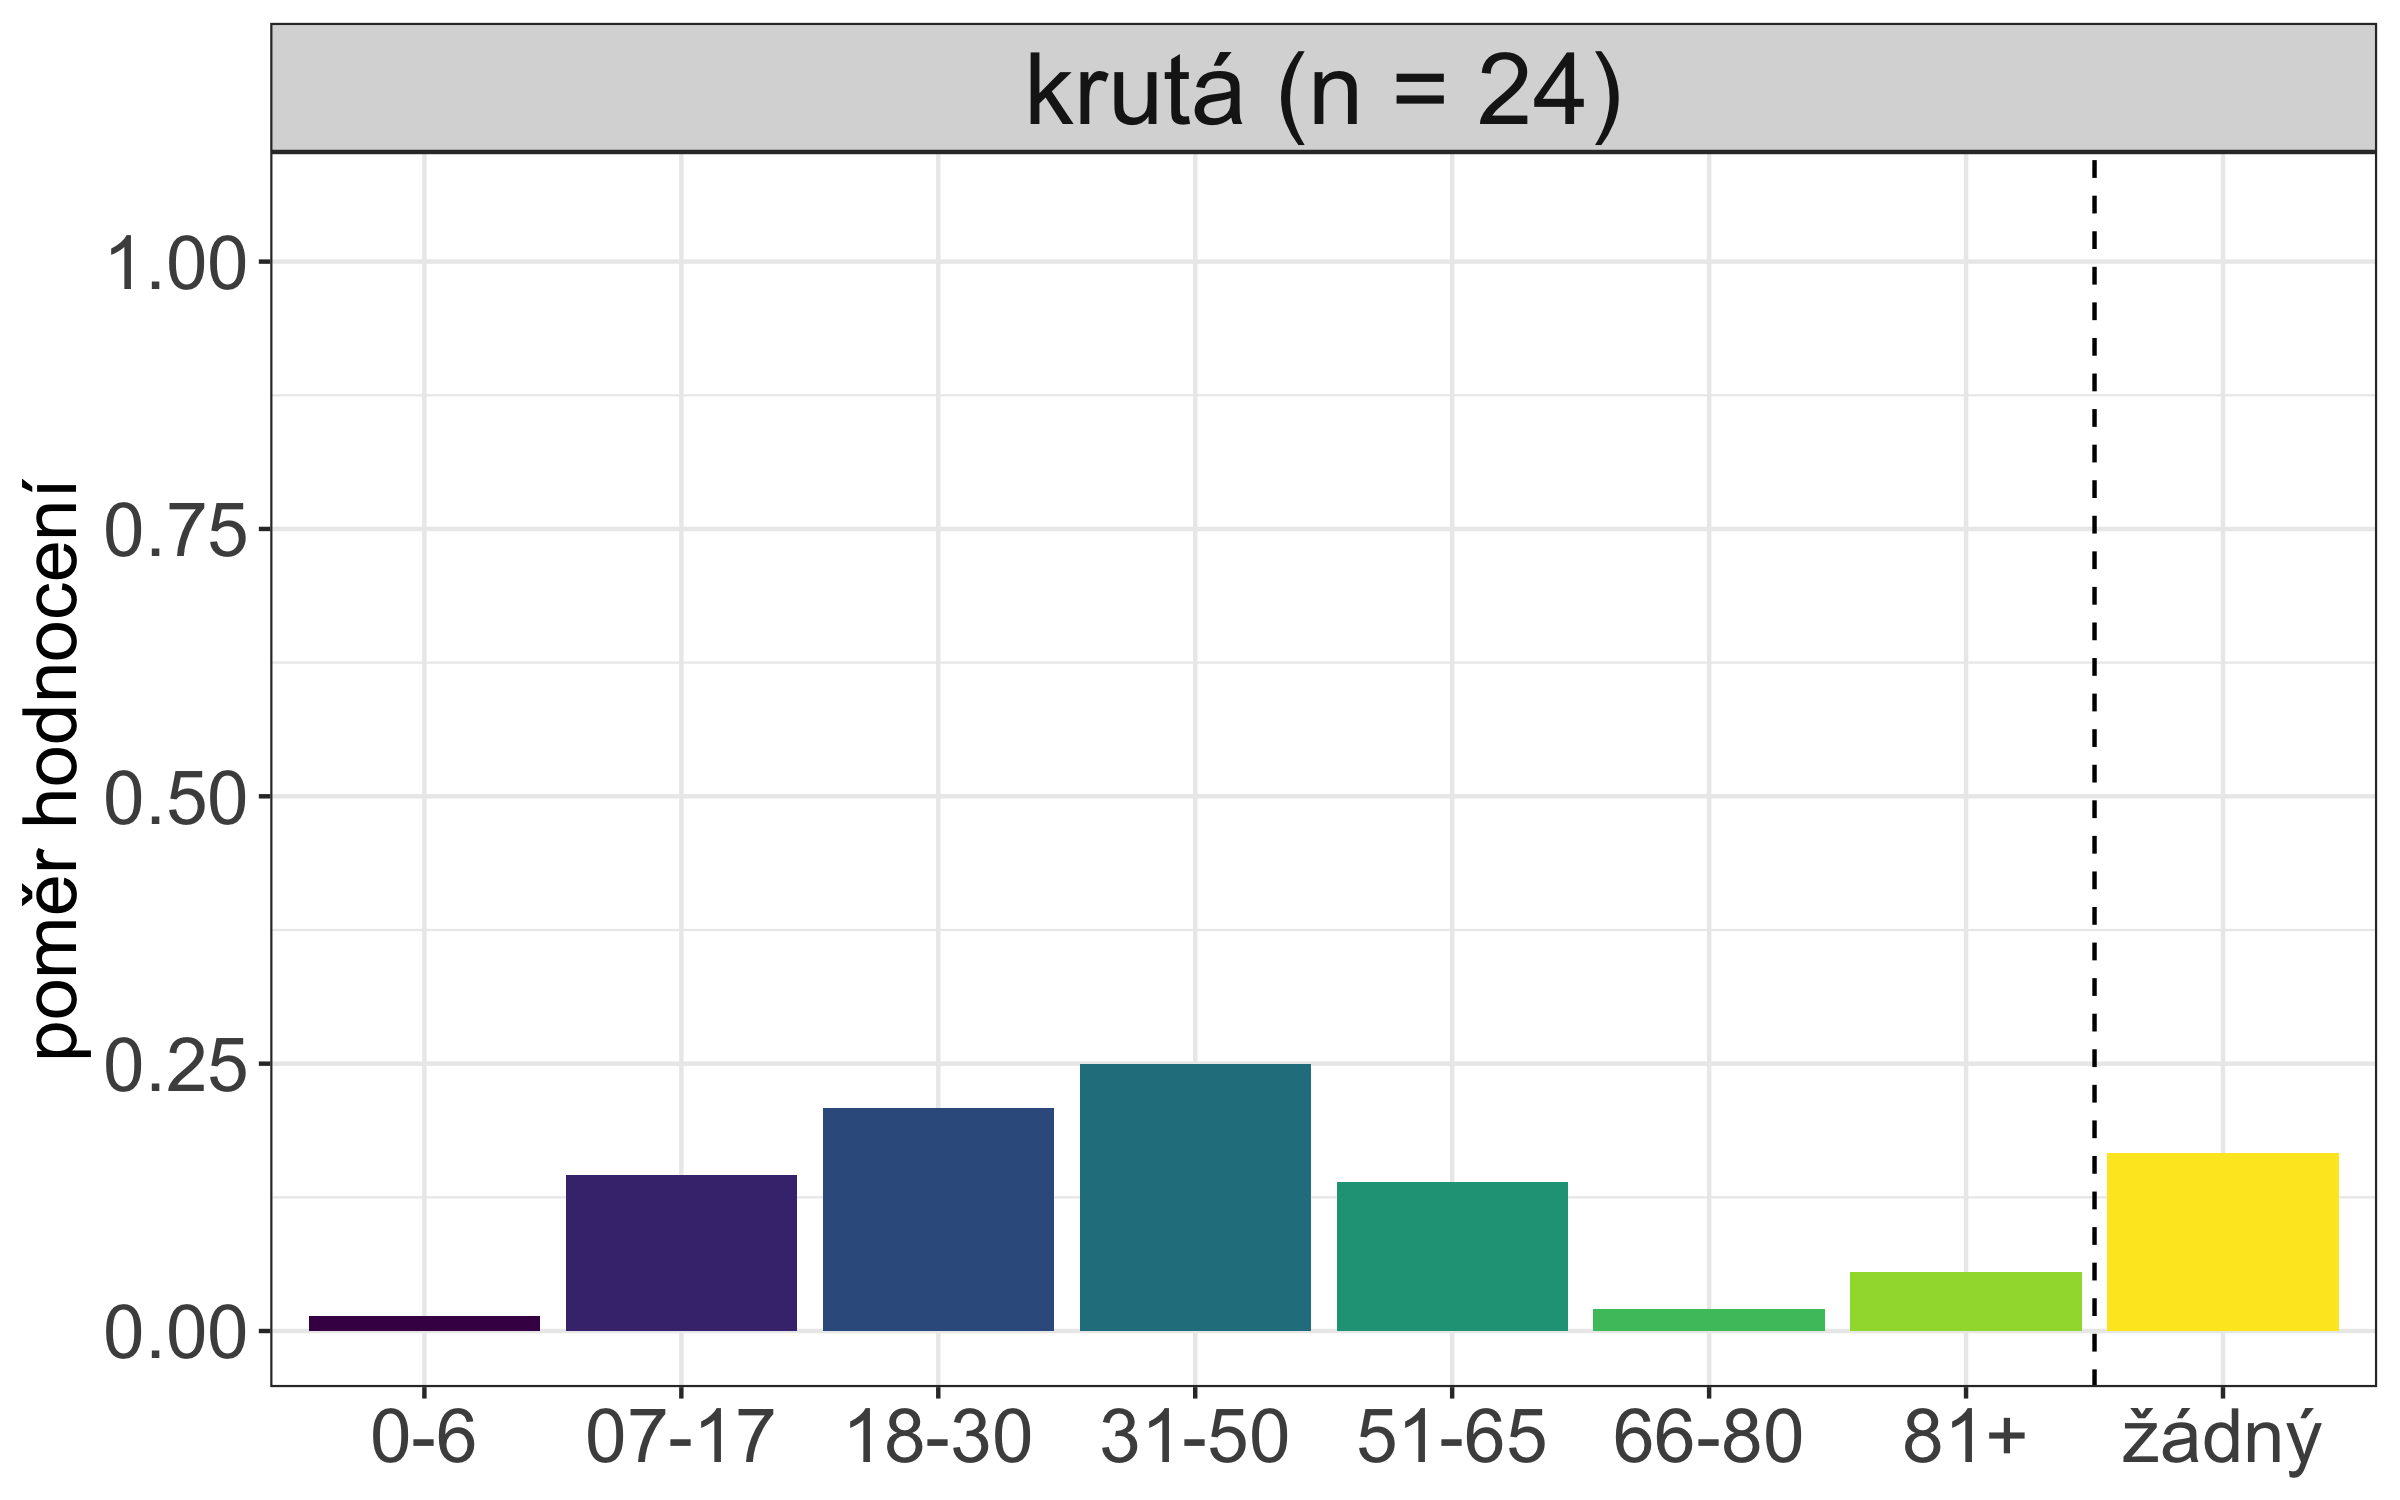 krutá (n = 24)
poměr hodnocení
1.00
0.75
0.50
0.25
0.00
0-6 07-17 18-30 31-50 51-65 66-80 81+ žádný